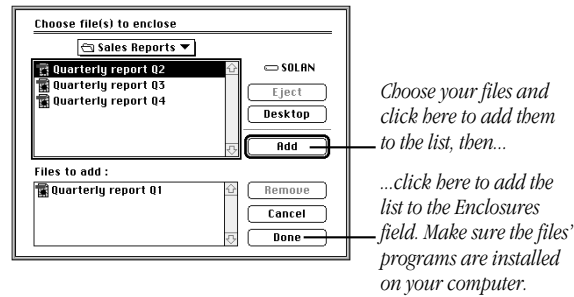 Choose file(s) to enclose
Sales Reports
Quarterly report Q2
Quarterly report Q3
Quarterly report Q4
SOLAN
Eject
Desktop
Add
Files to add :
Quarterly report Q1
Remove
Cancel
Done
Choose your files and
click here to add them
to the list, then...
...click here to add the
list to the Enclosures
field. Make sure the files’
programs are installed
on your computer.